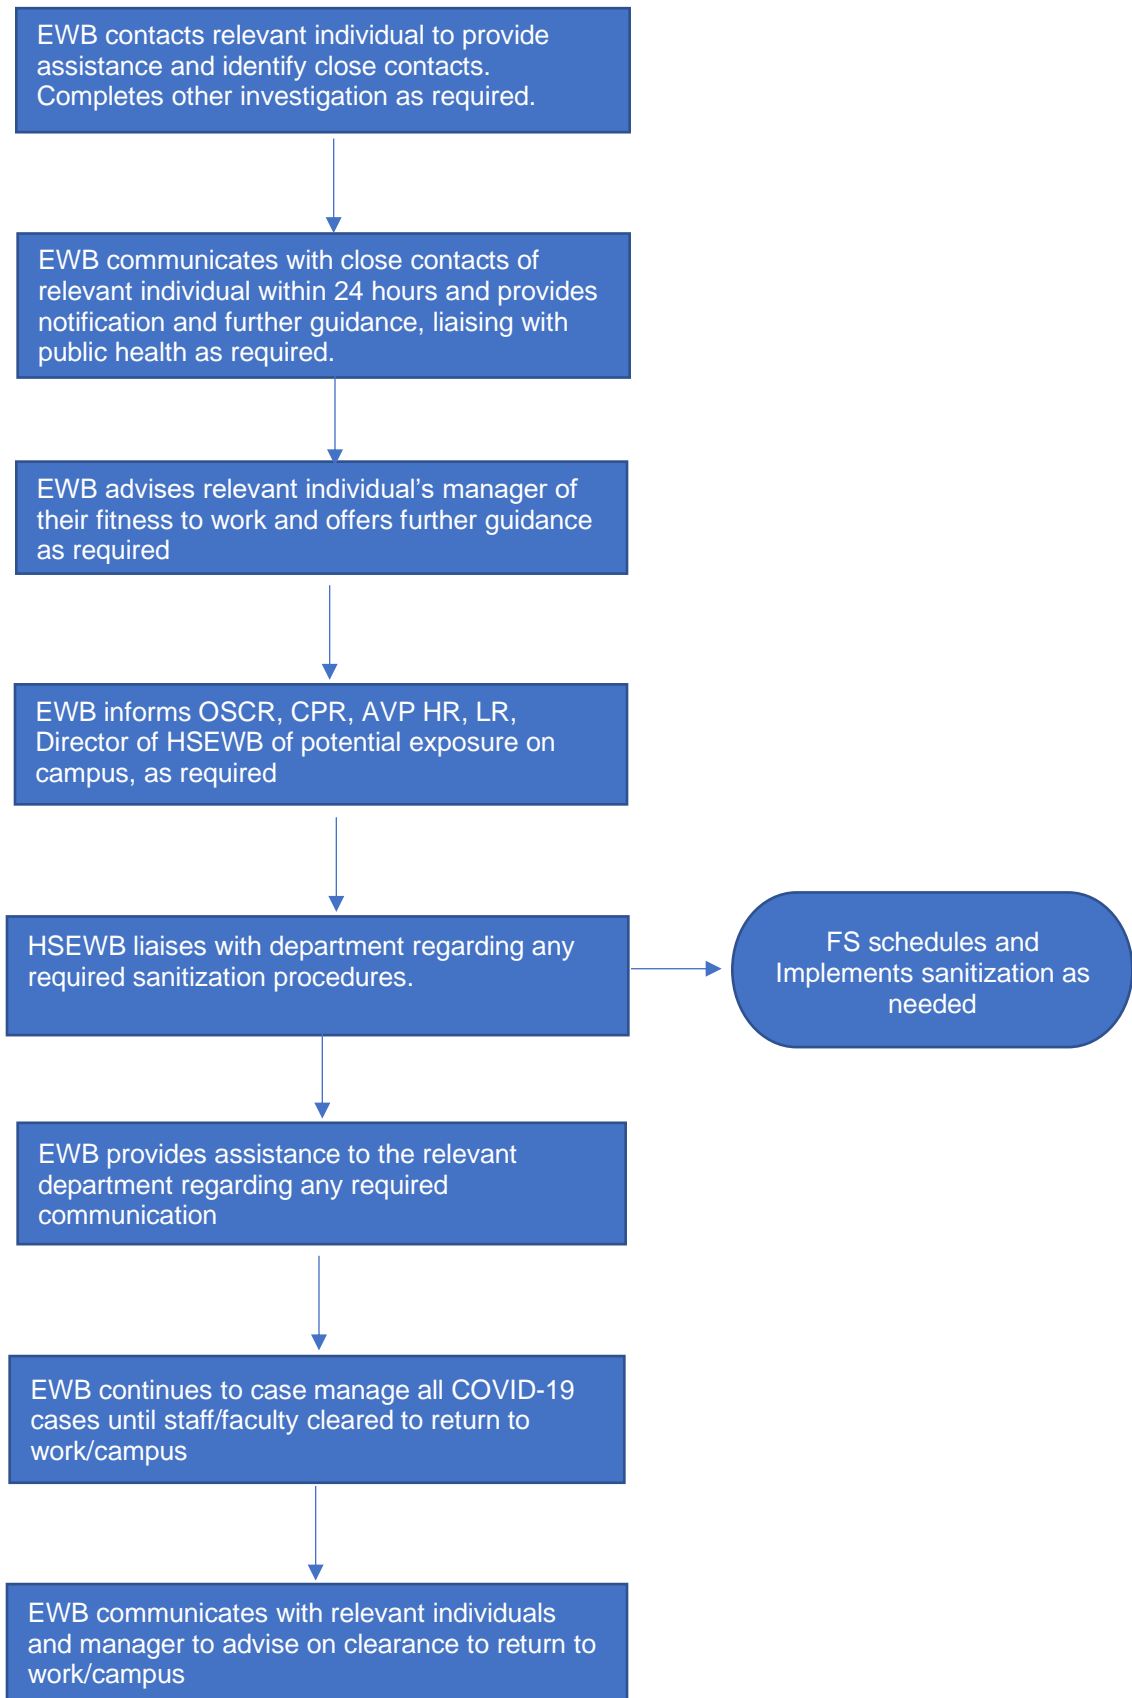 EWB contacts relevant individual to provide
assistance and identify close contacts.
Completes other investigation as required.
EWB communicates with close contacts of
relevant individual within 24 hours and provides
notification and further guidance, liaising with
public health as required.
EWB advises relevant individual’s manager of
their fitness to work and offers further guidance
as required
EWB informs OSCR, CPR, AVP HR, LR,
Director of HSEWB of potential exposure on
campus, as required
HSEWB liaises with department regarding any
required sanitization procedures.
FS schedules and
Implements sanitization as
needed
EWB provides assistance to the relevant
department regarding any required
communication
EWB continues to case manage all COVID-19
cases until staff/faculty cleared to return to
work/campus
EWB communicates with relevant individuals
and manager to advise on clearance to return to
work/campus